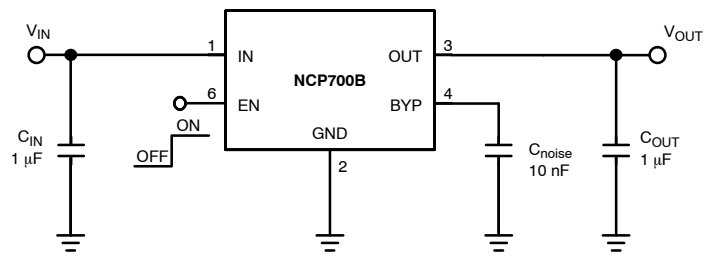 VIN
VOUT
1
IN
OUT
3
NCP700B
6
EN
BYP
4
ON
OFF
GND
2
CIN
1 µF
Cnoise
10 nF
COUT
1 µF